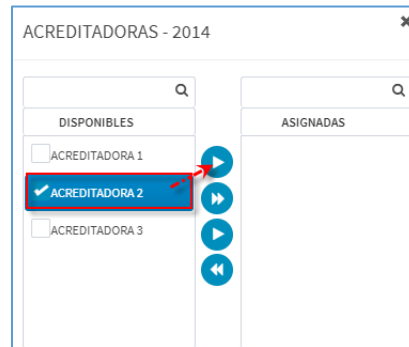 ACREDITADORAS - 2014
DISPONIBLES
ASIGNADAS
ACREDITADORA 1
ACREDITADORA 2
ACREDITADORA 3